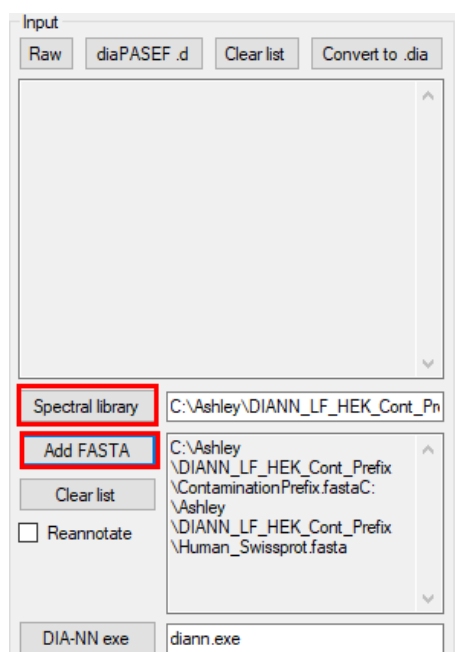 Input
Raw diaPASEF .d Clear list Convert to .dia
Spectral library C:\Ashley\DIANN_LF_HEK_Cont_Pr
Add FASTA C:\Ashley
\DIANN_LF_HEK_Cont_Prefix
Clear list \ContaminationPrefix.fastaC:
\Ashley
Reannotate \DIANN_LF_HEK_Cont_Prefix
\Human_Swissprot.fasta
DIA-NN exe diann.exe